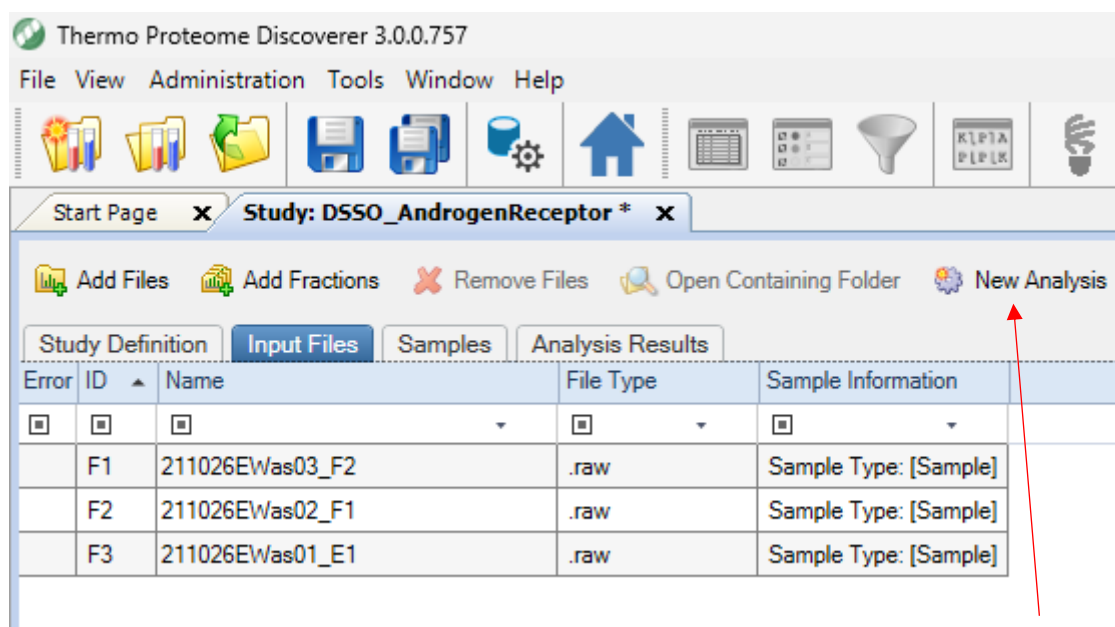 Thermo Proteome Discoverer 3.0.0.757
File View Administration Tools Window Help
K|P|A
P|P|K
Start Page x Study: DSSO_AndrogenReceptor * x
Add Files Add Fractions Remove Files Open Containing Folder New Analysis
Study Definition Input Files Samples Analysis Results
Error ID Name File Type Sample Information
F1 211026EWas03_F2 .raw Sample Type: [Sample]
F2 211026EWas02_F1 .raw Sample Type: [Sample]
F3 211026EWas01_E1 .raw Sample Type: [Sample]